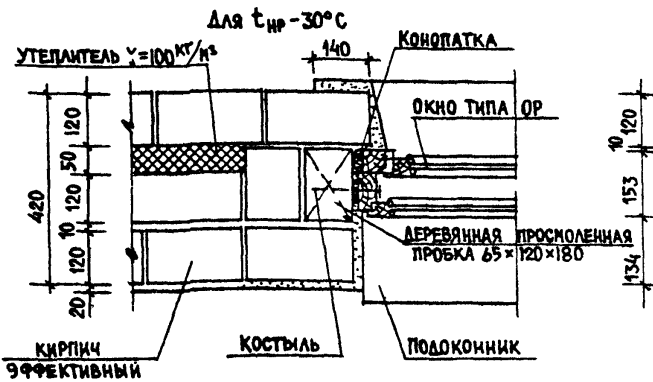 Для tнр -30°С
УТЕПЛИТЕЛЬ γ=100 кг/м³
140
КОНОПАТКА
ОКНО ТИПА ОР
420
120
50
120
10
120
20
10
120
153
134
ДЕРЕВЯННАЯ ПРОСМОЛЕННАЯ
ПРОБКА 65×120×180
КИРПИЧ
ЭФФЕКТИВНЫЙ
КОСТЫЛЬ
ПОДОКОННИК